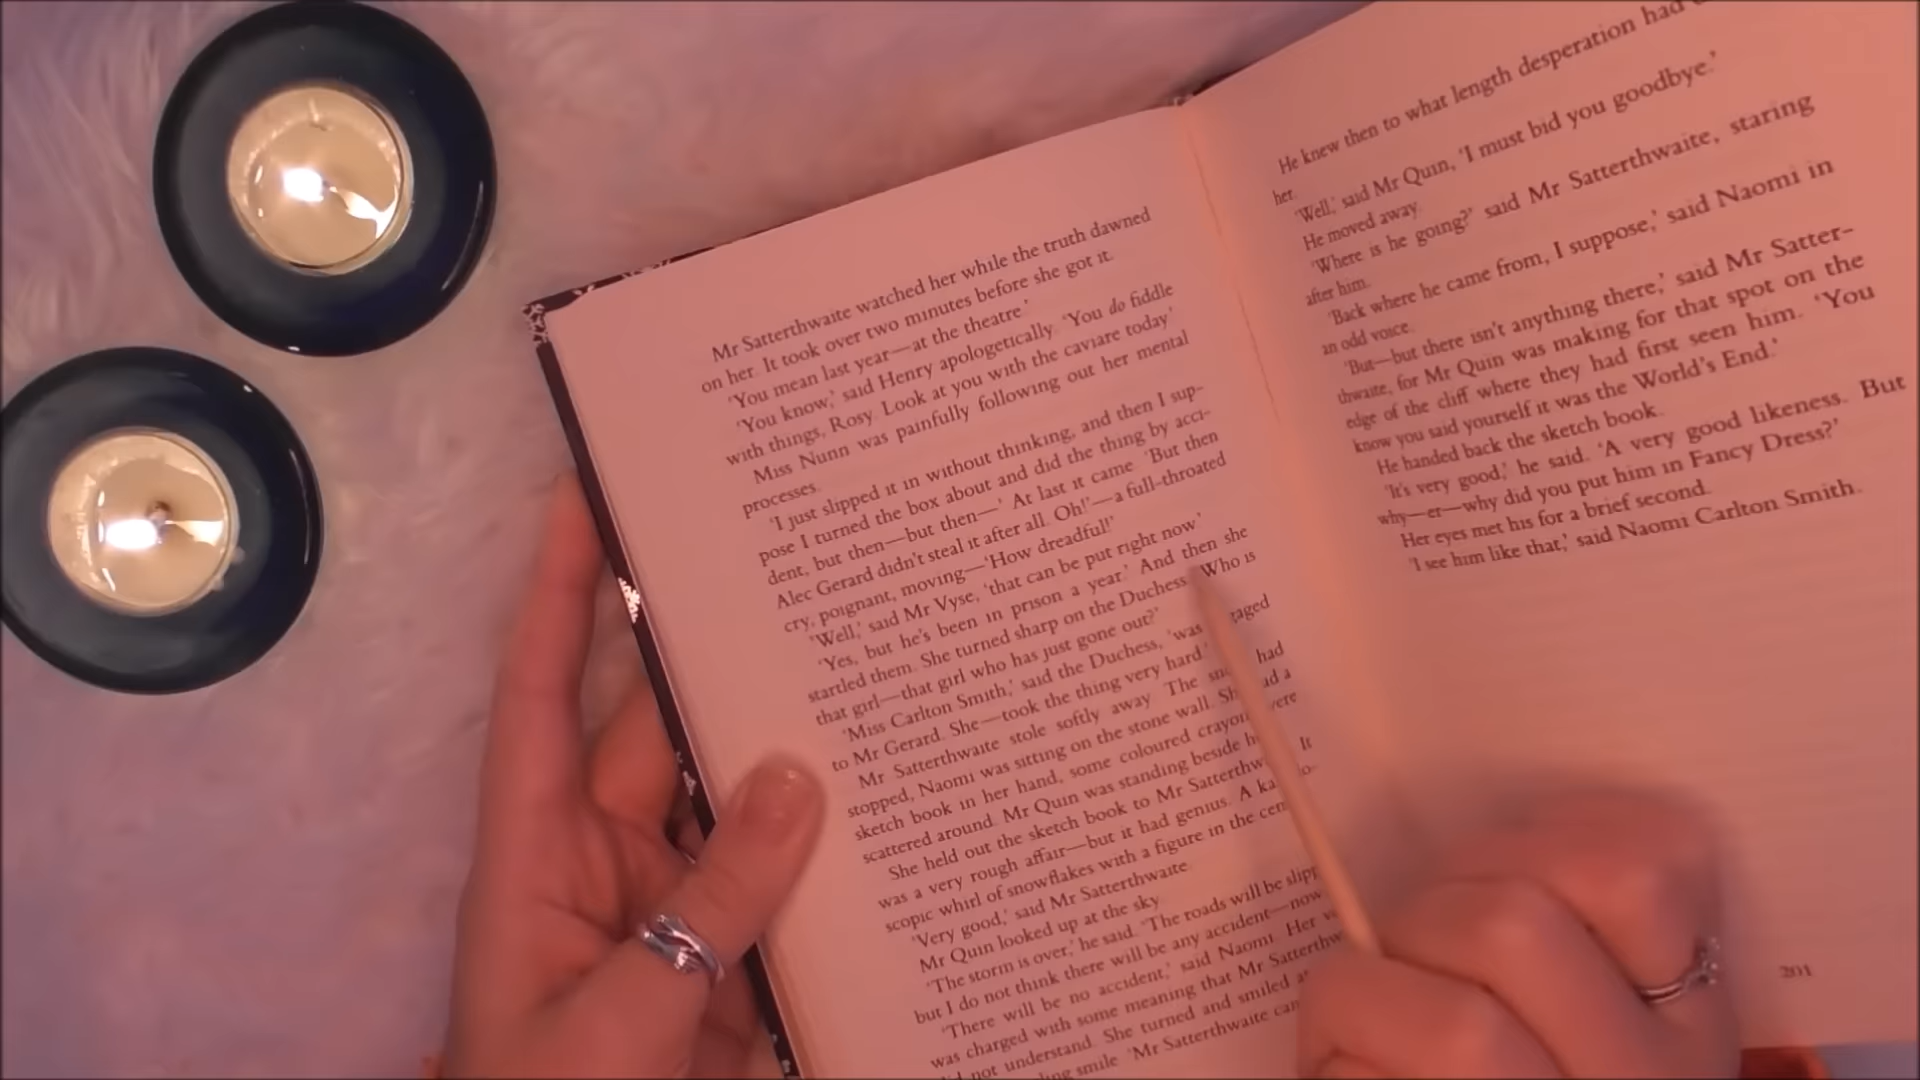 Mr Satterthwaite watched her while the truth dawned
on her. It took over two minutes before she got it.
'You mean last year—at the theatre.'
'You know,' said Henry apologetically. 'You do fiddle
with things, Rosy. Look at you with the caviare today.'
Miss Nunn was painfully following out her mental
processes.
'I just slipped it in without thinking, and then I sup-
pose I turned the box about and did the thing by acci-
dent, but then—but then—' At last it came. 'But then
Alec Gerard didn't steal it after all. Oh!'—a full-throated
cry, poignant, moving—'How dreadful!'
'Well,' said Mr Vyse, 'that can be put right now.'
'Yes, but he's been in prison a year.' And then she
startled them. She turned sharp on the Duchess. 'Who is
that girl—that girl who has just gone out?'
'Miss Carlton Smith,' said the Duchess, 'was
to Mr Gerard. She—took the thing very hard.'
Mr Satterthwaite stole softly away. The had
stopped, Naomi was sitting on the stone wall. a
sketch book in her hand, some coloured
scattered around. Mr Quin was standing beside
She held out the sketch book to Mr It
was a very rough affair—but it had genius. A
scopic whirl of snowflakes with a figure in the
'Very good,' said Mr Satterthwaite.
Mr Quin looked up at the sky.
'The storm is over,' he said. 'The roads will be
but I do not think there will be any accident—now.
'There will be no accident,' said Naomi. Her
was charged with some meaning that Mr
not understand. She turned and smiled at
smile. 'Mr Satterthwaite can
He knew then to what length desperation had
her.
'Well,' said Mr Quin, 'I must bid you goodbye.'
He moved away.
'Where is he going?' said Mr Satterthwaite, staring
after him.
'Back where he came from, I suppose,' said Naomi in
an odd voice.
'But—but there isn't anything there,' said Mr Satter-
thwaite, for Mr Quin was making for that spot on the
edge of the cliff where they had first seen him. 'You
know you said yourself it was the World's End.'
He handed back the sketch book.
'It's very good,' he said. 'A very good likeness. But
why—er—why did you put him in Fancy Dress?'
Her eyes met his for a brief second.
'I see him like that,' said Naomi Carlton Smith.
201